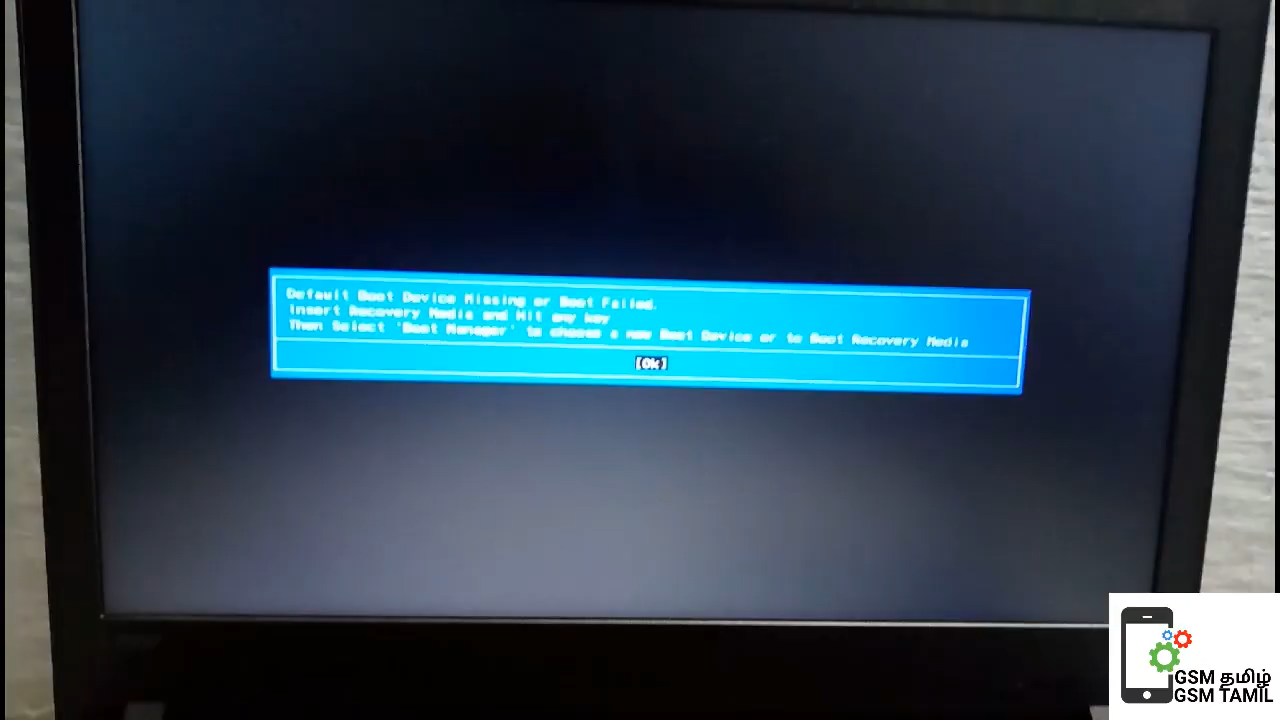 Default Boot Device Missing or Boot Failed.
Insert Recovery Media and Hit any key
Then Select 'Boot Manager' to choose a new Boot Device or to Boot Recovery Media
[Ok]
GSM தமிழ்
GSM TAMIL